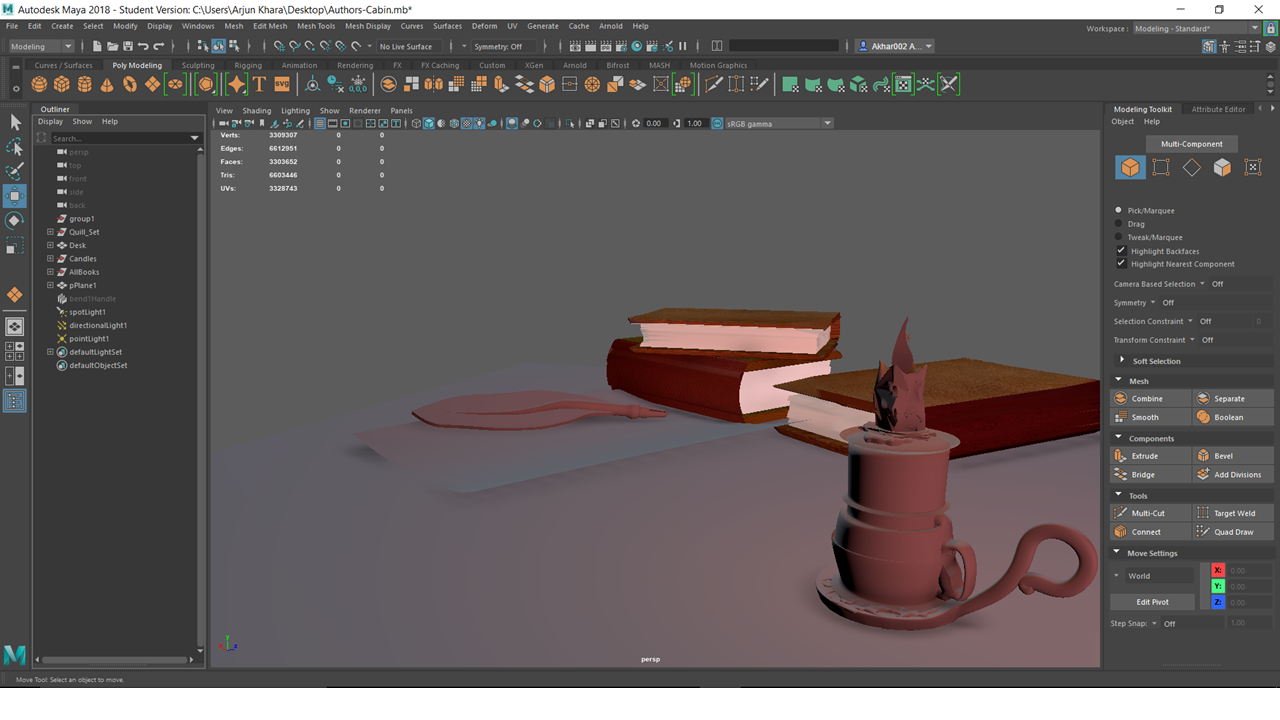 Autodesk Maya 2018 - Student Version: C:\Users\Arjun Khara\Desktop\Authors-Cabin.mb*
File Edit Create Select Modify Display Windows Mesh Edit Mesh Mesh Tools Mesh Display Curves Surfaces Deform UV Generate Cache Arnold Help
Workspace : Modeling - Standard*
Modeling No Live Surface Symmetry: Off Akhar002 A...
Curves / Surfaces Poly Modeling Sculpting Rigging Animation Rendering FX FX Caching Custom XGen Arnold Bifrost MASH Motion Graphics
Outliner
Display Show Help
Search...
persp
top
front
side
back
group1
Quill_Set
Desk
Candles
AllBooks
pPlane1
bend1Handle
spotLight1
directionalLight1
pointLight1
defaultLightSet
defaultObjectSet
View Shading Lighting Show Renderer Panels
0.00 1.00 sRGB gamma
Verts: 3309307 0 0
Edges: 6612951 0 0
Faces: 3303652 0 0
Tris: 6603446 0 0
UVs: 3328743 0 0
persp
Modeling Toolkit Attribute Editor
Object Help
Multi-Component
Pick/Marquee
Drag
Tweak/Marquee
Highlight Backfaces
Highlight Nearest Component
Camera Based Selection Off
Symmetry Off
Selection Constraint Off 0
Transform Constraint Off
Soft Selection
Mesh
Combine Separate
Smooth Boolean
Components
Extrude Bevel
Bridge Add Divisions
Tools
Multi-Cut Target Weld
Connect Quad Draw
Move Settings
World X: 0.00
Y: 0.00
Edit Pivot Z: 0.00
Step Snap: Off 1.00
Move Tool: Select an object to move.